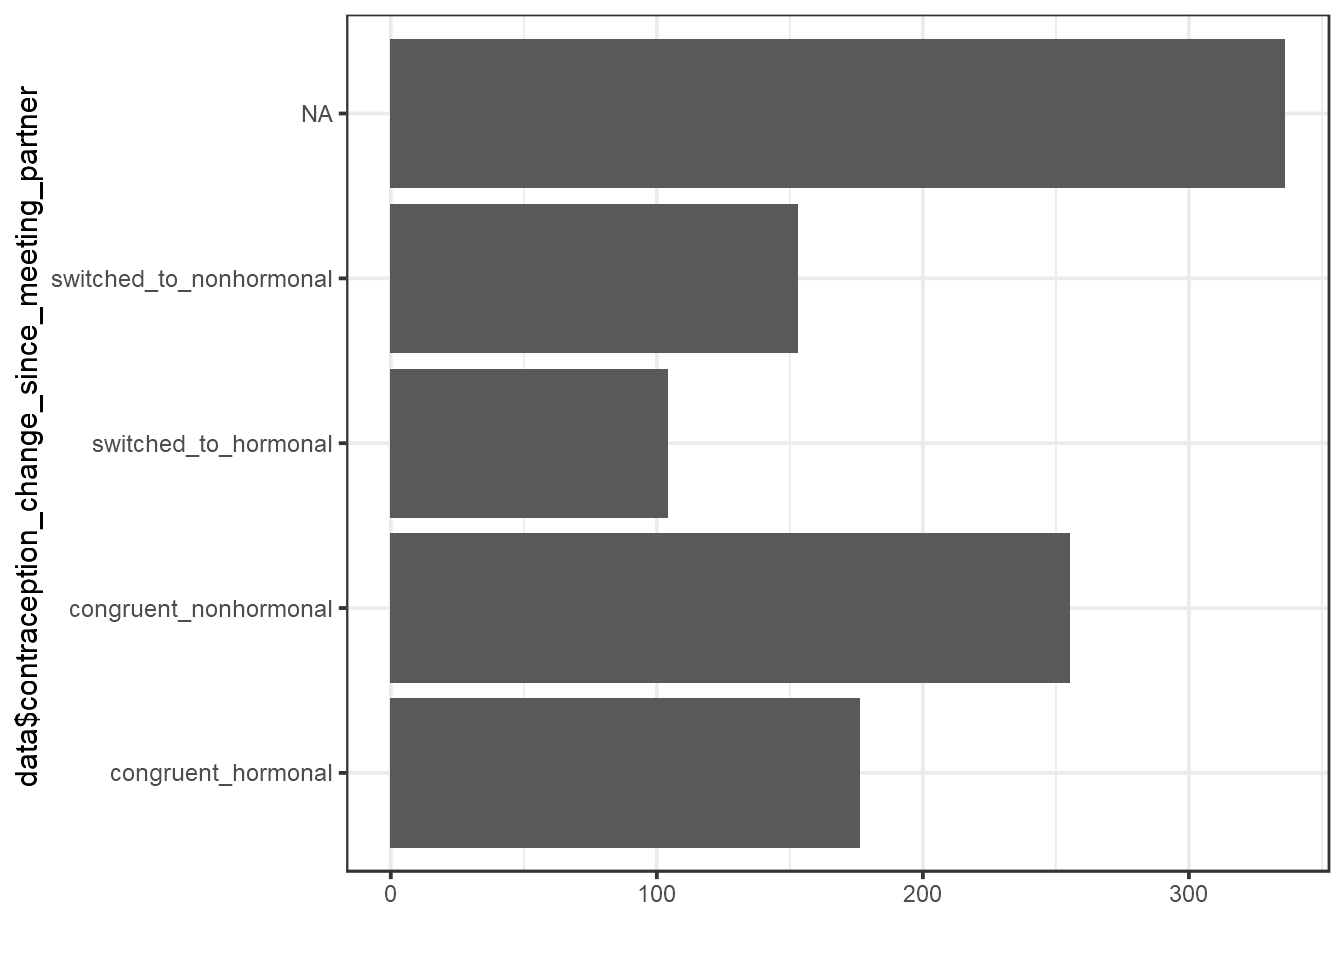 data$contraception_change_since_meeting_partner
NA
switched_to_nonhormonal
switched_to_hormonal
congruent_nonhormonal
congruent_hormonal
0 100 200 300